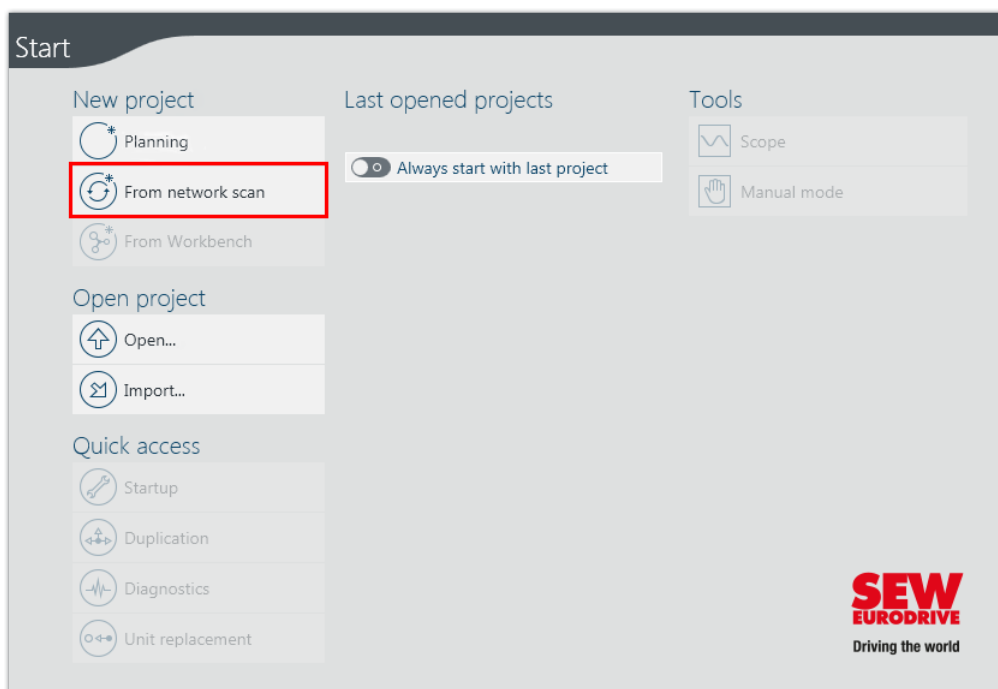 Start
New project
Planning
From network scan
From Workbench
Open project
Open...
Import...
Quick access
Startup
Duplication
Diagnostics
Unit replacement
Last opened projects
Always start with last project
Tools
Scope
Manual mode
SEW
EURODRIVE
Driving the world